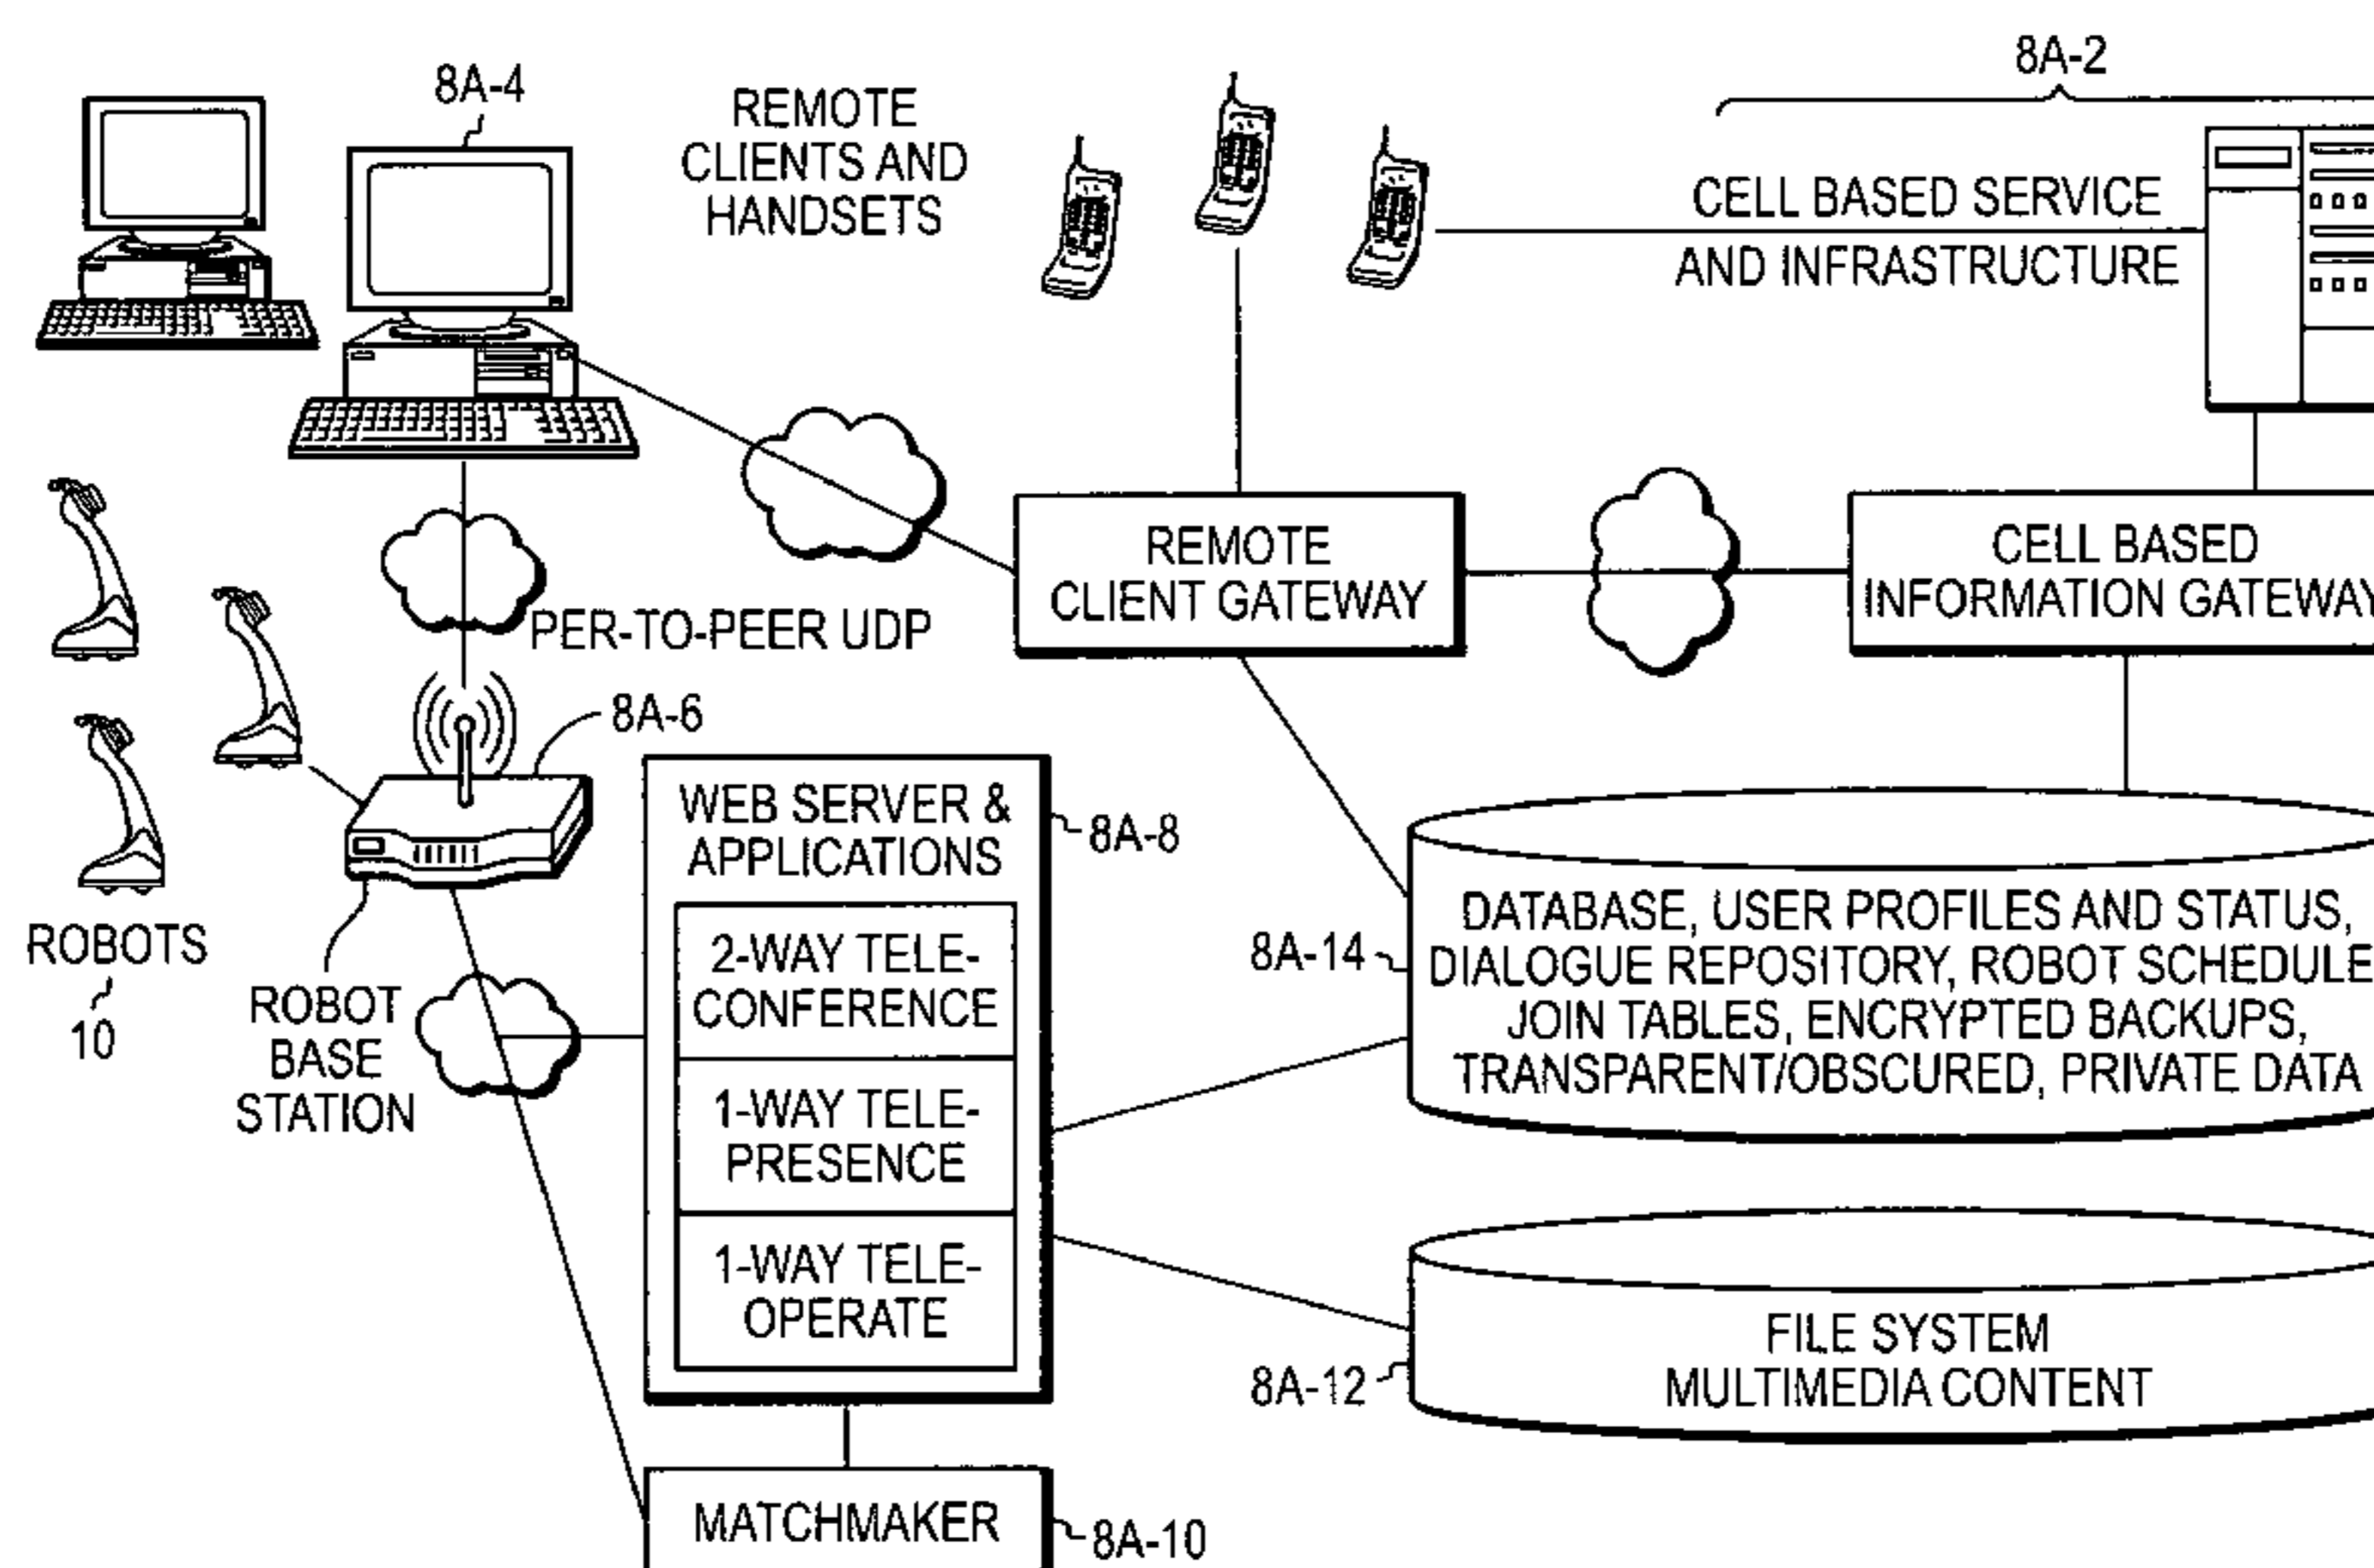 8A-4
REMOTE
CLIENTS AND
HANDSETS
8A-2
CELL BASED SERVICE
AND INFRASTRUCTURE
PER-TO-PEER UDP
REMOTE
CLIENT GATEWAY
CELL BASED
INFORMATION GATEWAY
8A-6
ROBOTS
10
ROBOT
BASE
STATION
WEB SERVER &
APPLICATIONS
8A-8
2-WAY TELE-
CONFERENCE
1-WAY TELE-
PRESENCE
1-WAY TELE-
OPERATE
8A-14
DATABASE, USER PROFILES AND STATUS,
DIALOGUE REPOSITORY, ROBOT SCHEDULE
JOIN TABLES, ENCRYPTED BACKUPS,
TRANSPARENT/OBSCURED, PRIVATE DATA
8A-12
FILE SYSTEM
MULTIMEDIA CONTENT
MATCHMAKER
8A-10